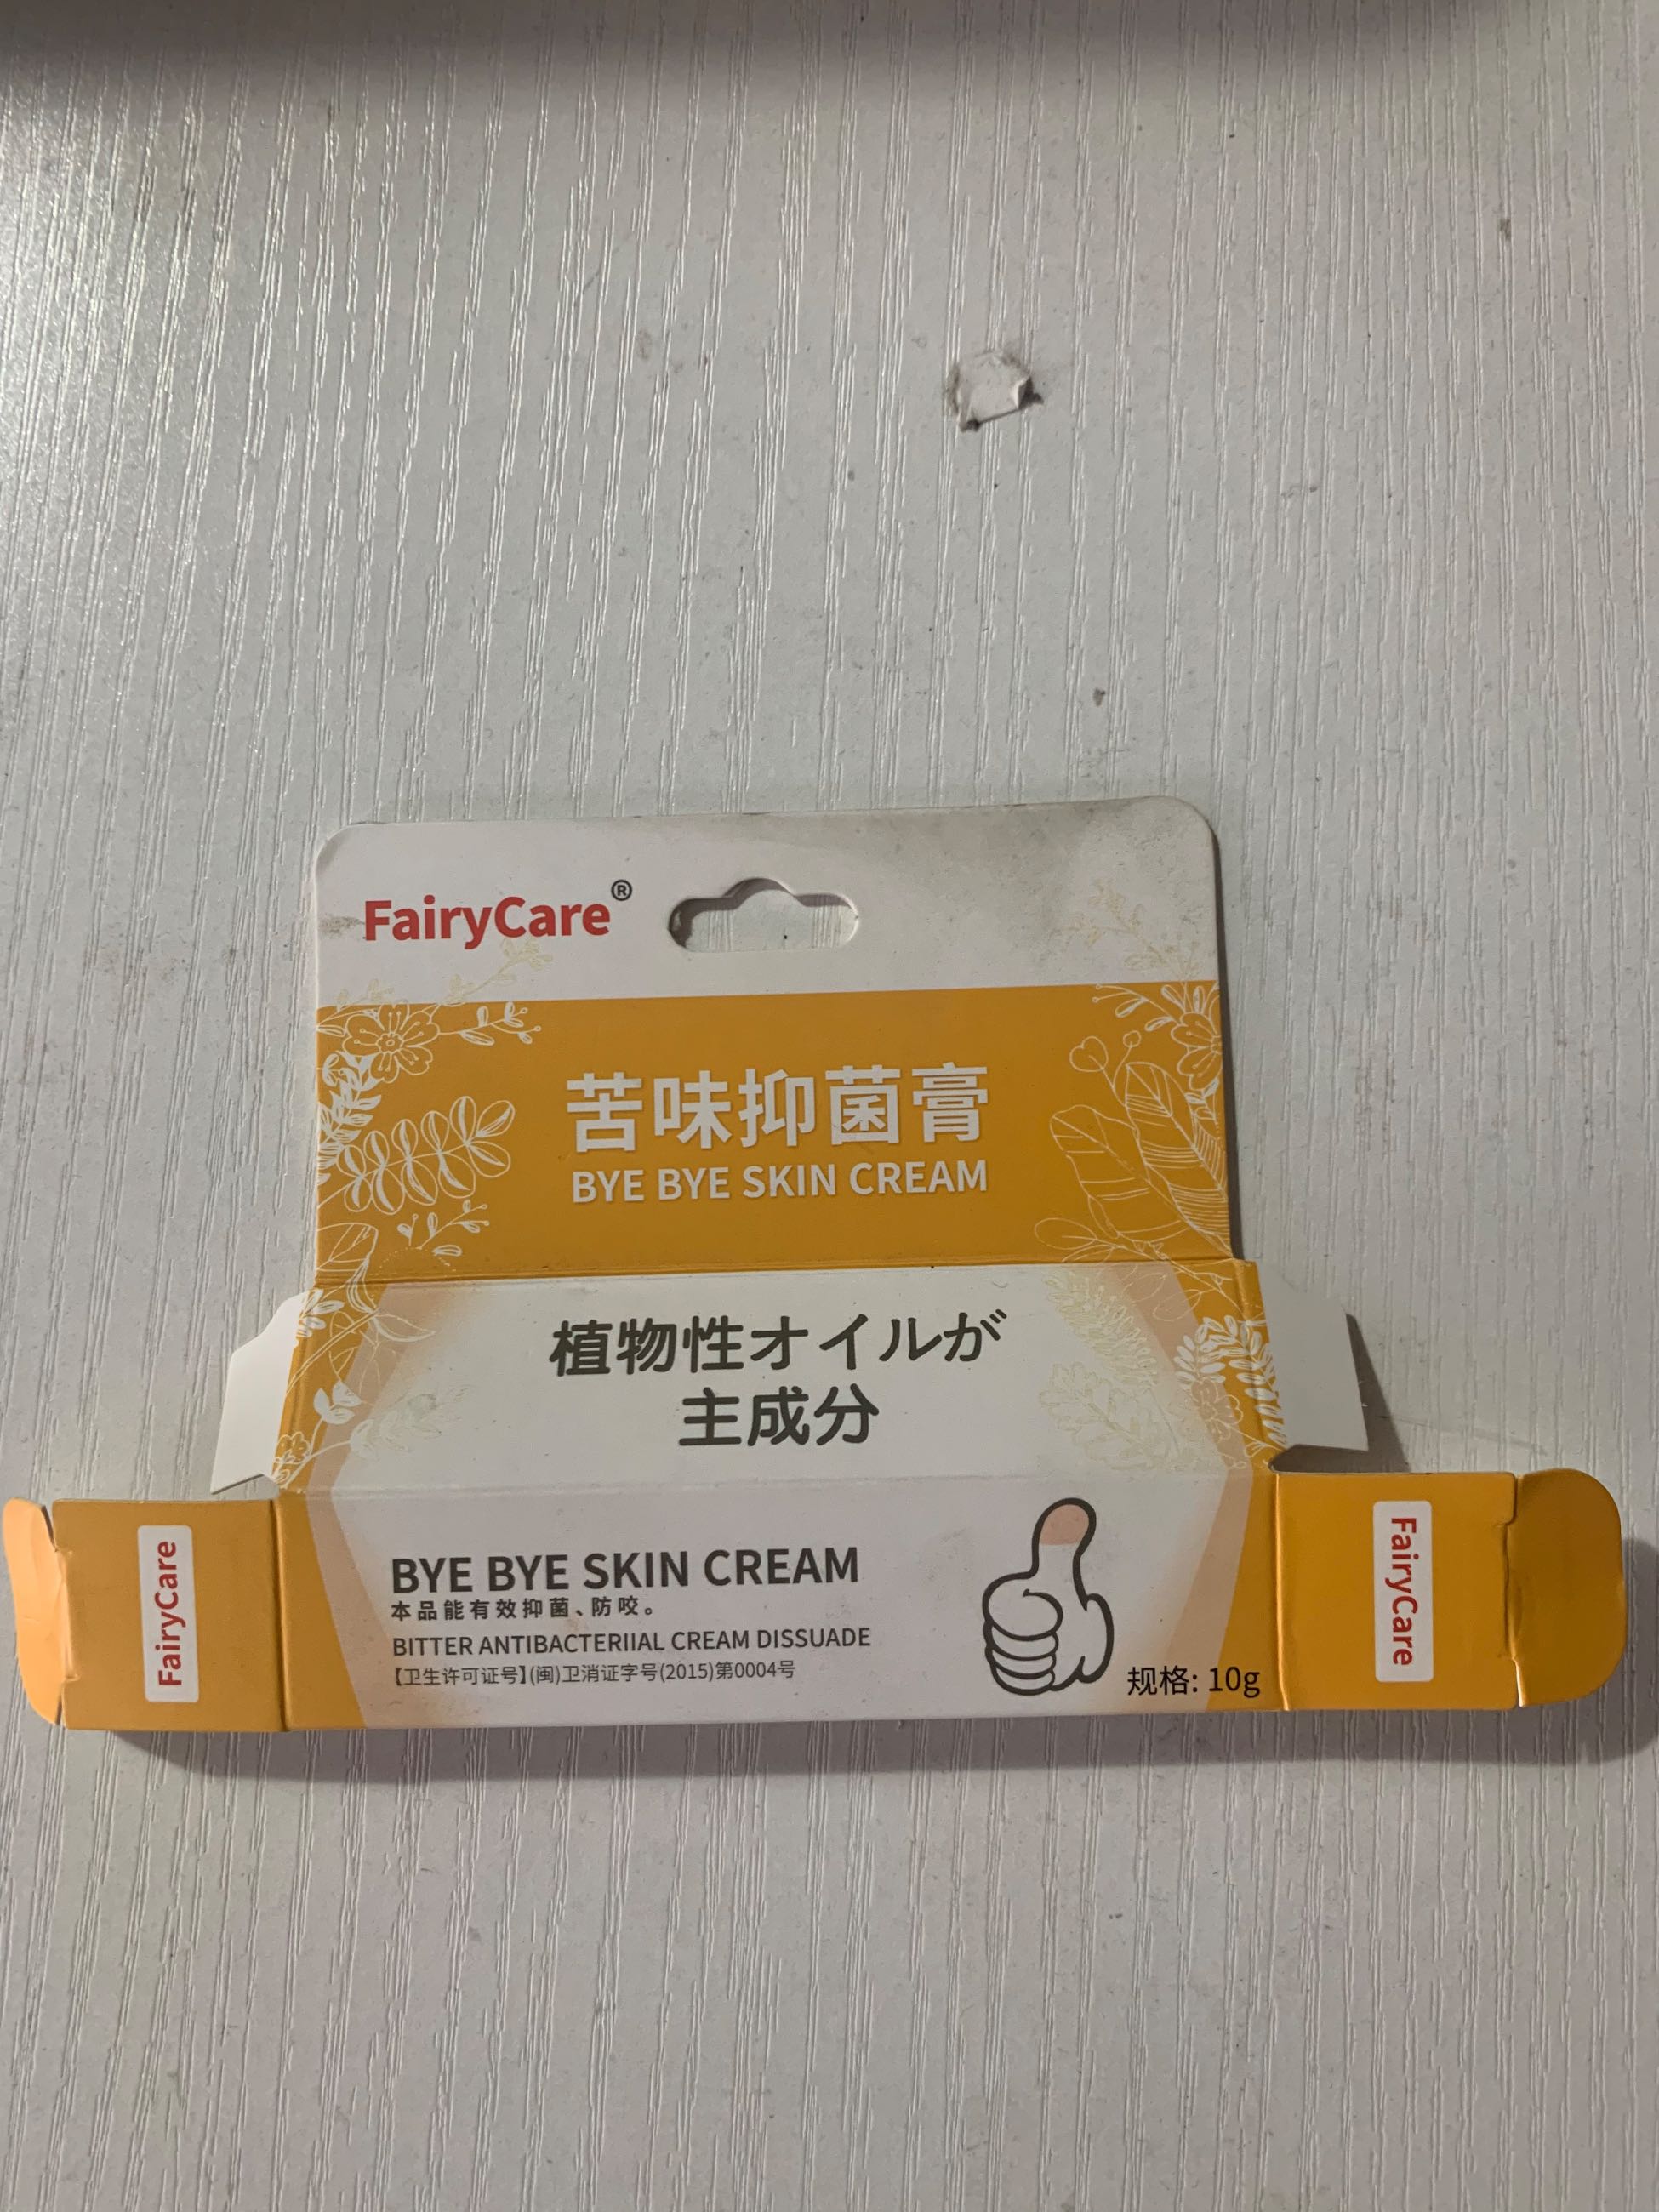 FairyCare®
苦味抑菌膏
BYE BYE SKIN CREAM
植物性オイルが
主成分
BYE BYE SKIN CREAM
本品能有效抑菌、防咬。
BITTER ANTIBACTERIIAL CREAM DISSUADE
【卫生许可证号】(闽)卫消证字号(2015)第0004号
规格: 10g
FairyCare
FairyCare